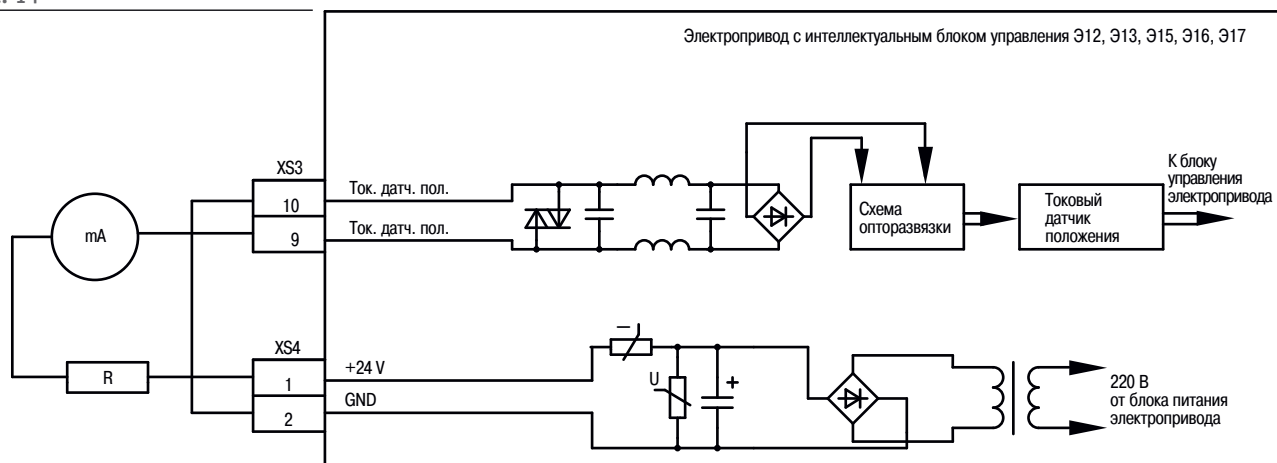 Электропривод с интеллектуальным блоком управления Э12, Э13, Э15, Э16, Э17
XS3
10
9
Ток. датч. пол.
Ток. датч. пол.
mA
Схема
опторазвязки
Токовый
датчик
положения
К блоку
управления
электропривода
XS4
1
2
R
+24 V
GND
U
+
220 В
от блока питания
электропривода